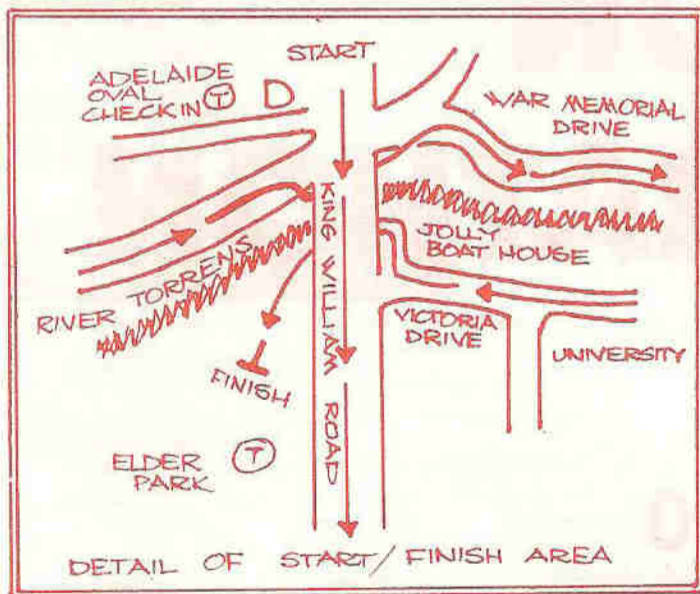 START
ADELAIDE
OVAL
CHECK IN T D
WAR MEMORIAL
DRIVE
KING WILLIAM ROAD
JOLLY
BOAT HOUSE
RIVER TORRENS
VICTORIA
DRIVE
UNIVERSITY
FINISH
ELDER T
PARK
DETAIL OF START/FINISH AREA